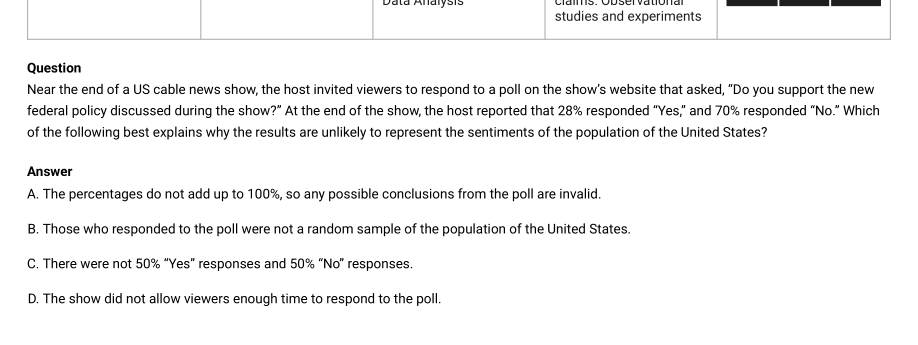 Data Analysis
claims: Observational
studies and experiments
Question
Near the end of a US cable news show, the host invited viewers to respond to a poll on the show’s website that asked, “Do you support the new
federal policy discussed during the show?” At the end of the show, the host reported that 28% responded “Yes,” and 70% responded “No.” Which
of the following best explains why the results are unlikely to represent the sentiments of the population of the United States?
Answer
A. The percentages do not add up to 100%, so any possible conclusions from the poll are invalid.
B. Those who responded to the poll were not a random sample of the population of the United States.
C. There were not 50% “Yes” responses and 50% “No” responses.
D. The show did not allow viewers enough time to respond to the poll.